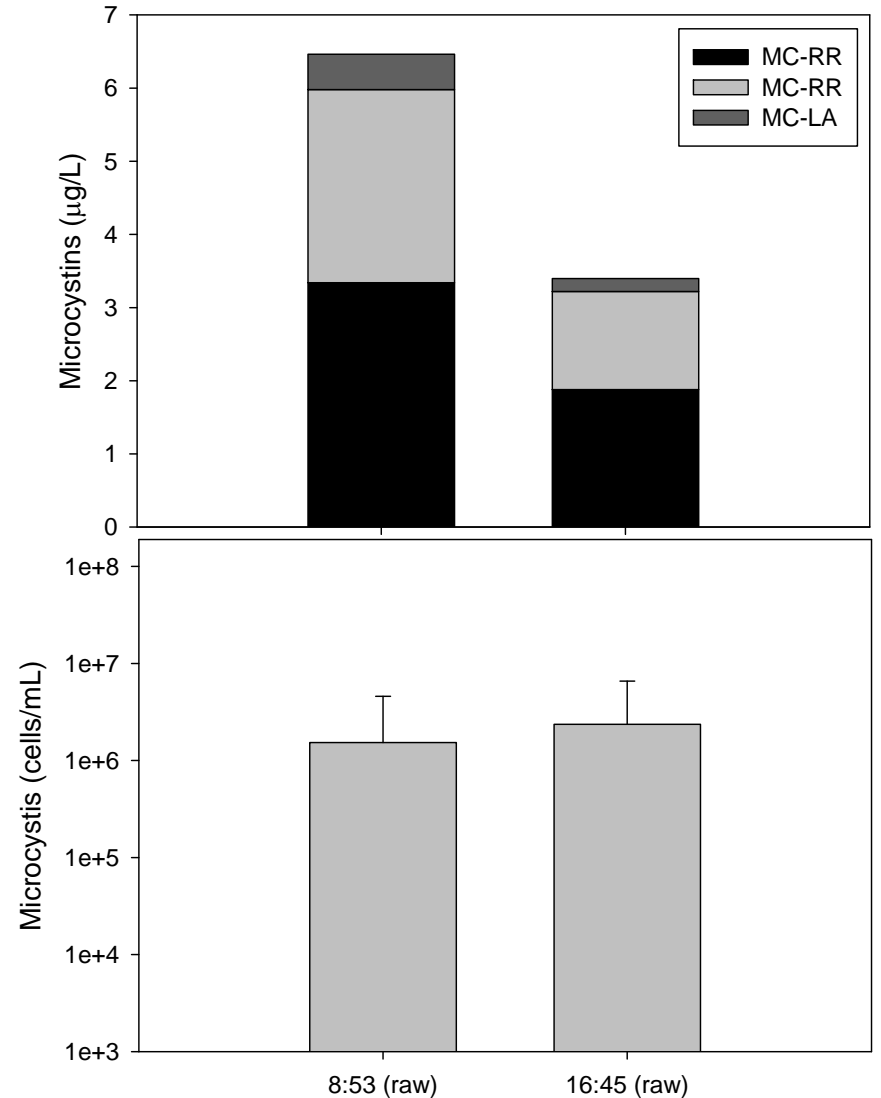 7
6
5
4
3
2
1
0
Microcystins (μg/L)
MC-RR
MC-RR
MC-LA
1e+8
1e+7
1e+6
1e+5
1e+4
1e+3
Microcystis (cells/mL)
8:53 (raw)
16:45 (raw)